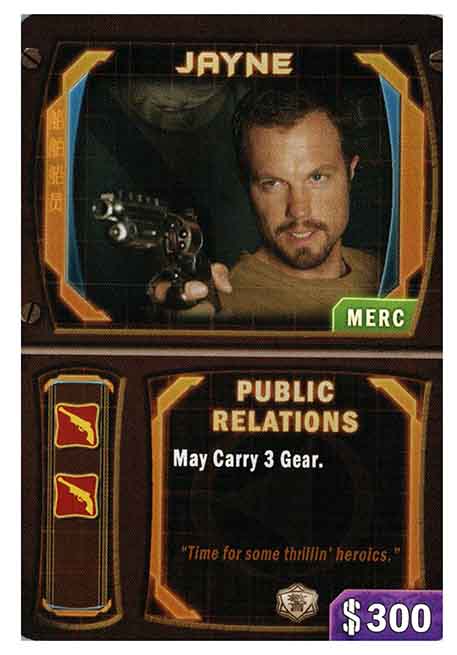 JAYNE
MERC
PUBLIC
RELATIONS
May Carry 3 Gear.
"Time for some thrillin' heroics."
$300